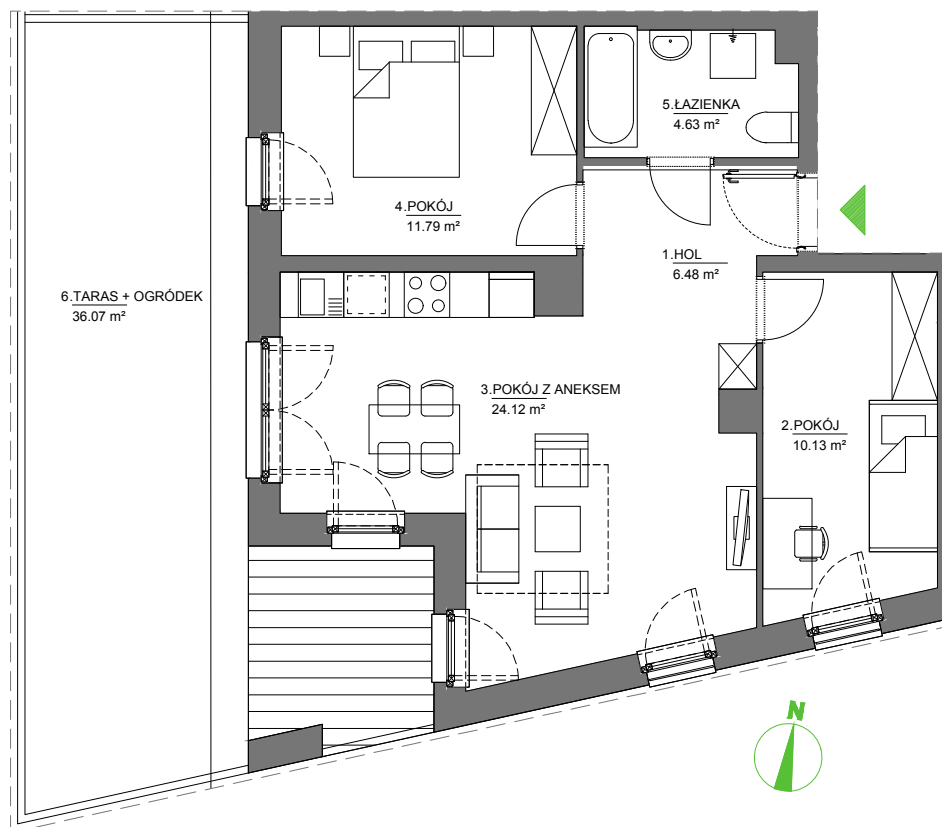 5.ŁAZIENKA
4.63 m²
4.POKÓJ
11.79 m²
1.HOL
6.48 m²
6.TARAS + OGRÓDEK
36.07 m²
3.POKÓJ Z ANEKSEM
24.12 m²
2.POKÓJ
10.13 m²
N